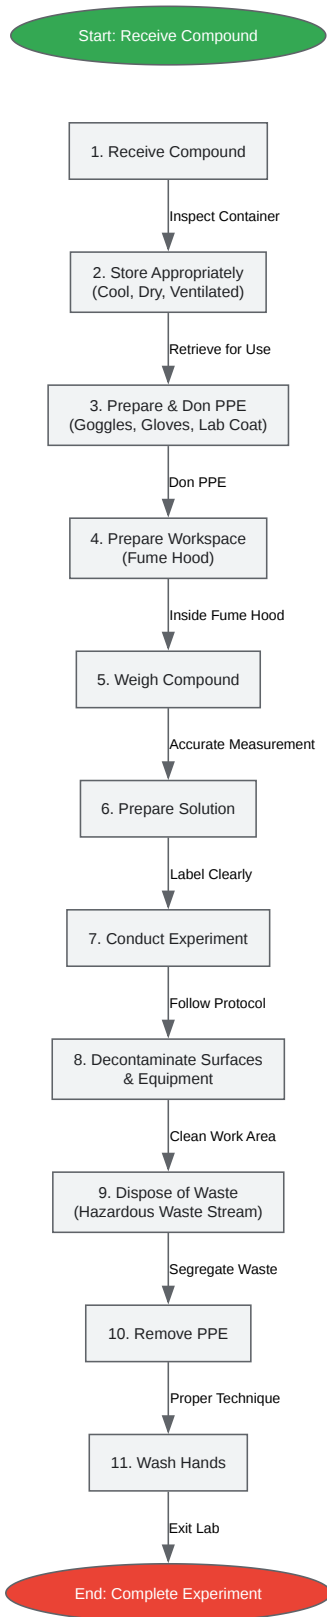 Start: Receive Compound
1. Receive Compound
Inspect Container
2. Store Appropriately
(Cool, Dry, Ventilated)
Retrieve for Use
3. Prepare & Don PPE
(Goggles, Gloves, Lab Coat)
Don PPE
4. Prepare Workspace
(Fume Hood)
Inside Fume Hood
5. Weigh Compound
Accurate Measurement
6. Prepare Solution
Label Clearly
7. Conduct Experiment
Follow Protocol
8. Decontaminate Surfaces
& Equipment
Clean Work Area
9. Dispose of Waste
(Hazardous Waste Stream)
Segregate Waste
10. Remove PPE
Proper Technique
11. Wash Hands
Exit Lab
End: Complete Experiment